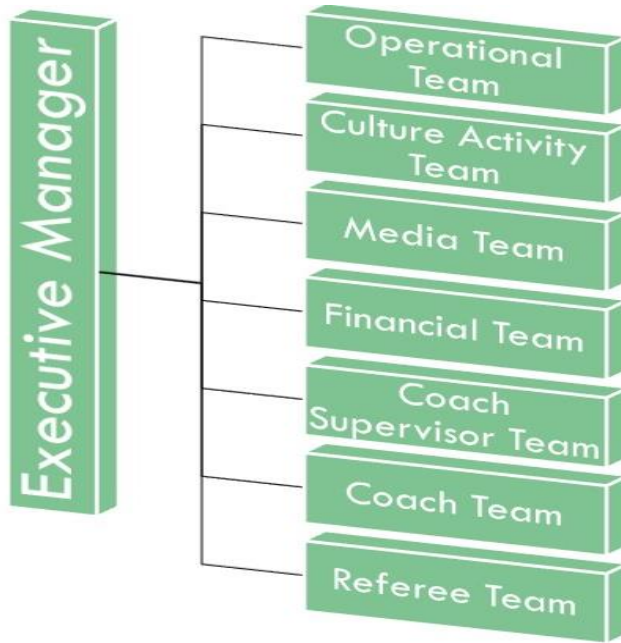 Executive Manager
Operational
Team
Culture Activity
Team
Media Team
Financial Team
Coach
Supervisor Team
Coach Team
Referee Team